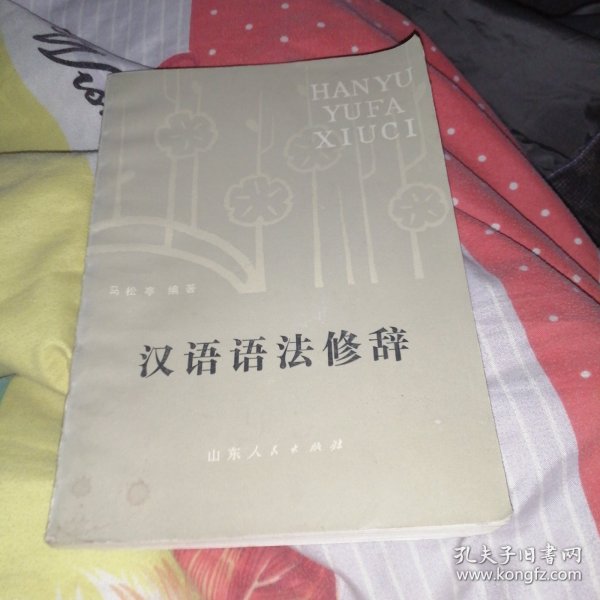 HANYU
YUFA
XIUCI
马松亭 编著
汉语语法修辞
山东人民出版社
孔夫子旧书网
www.kongfz.com